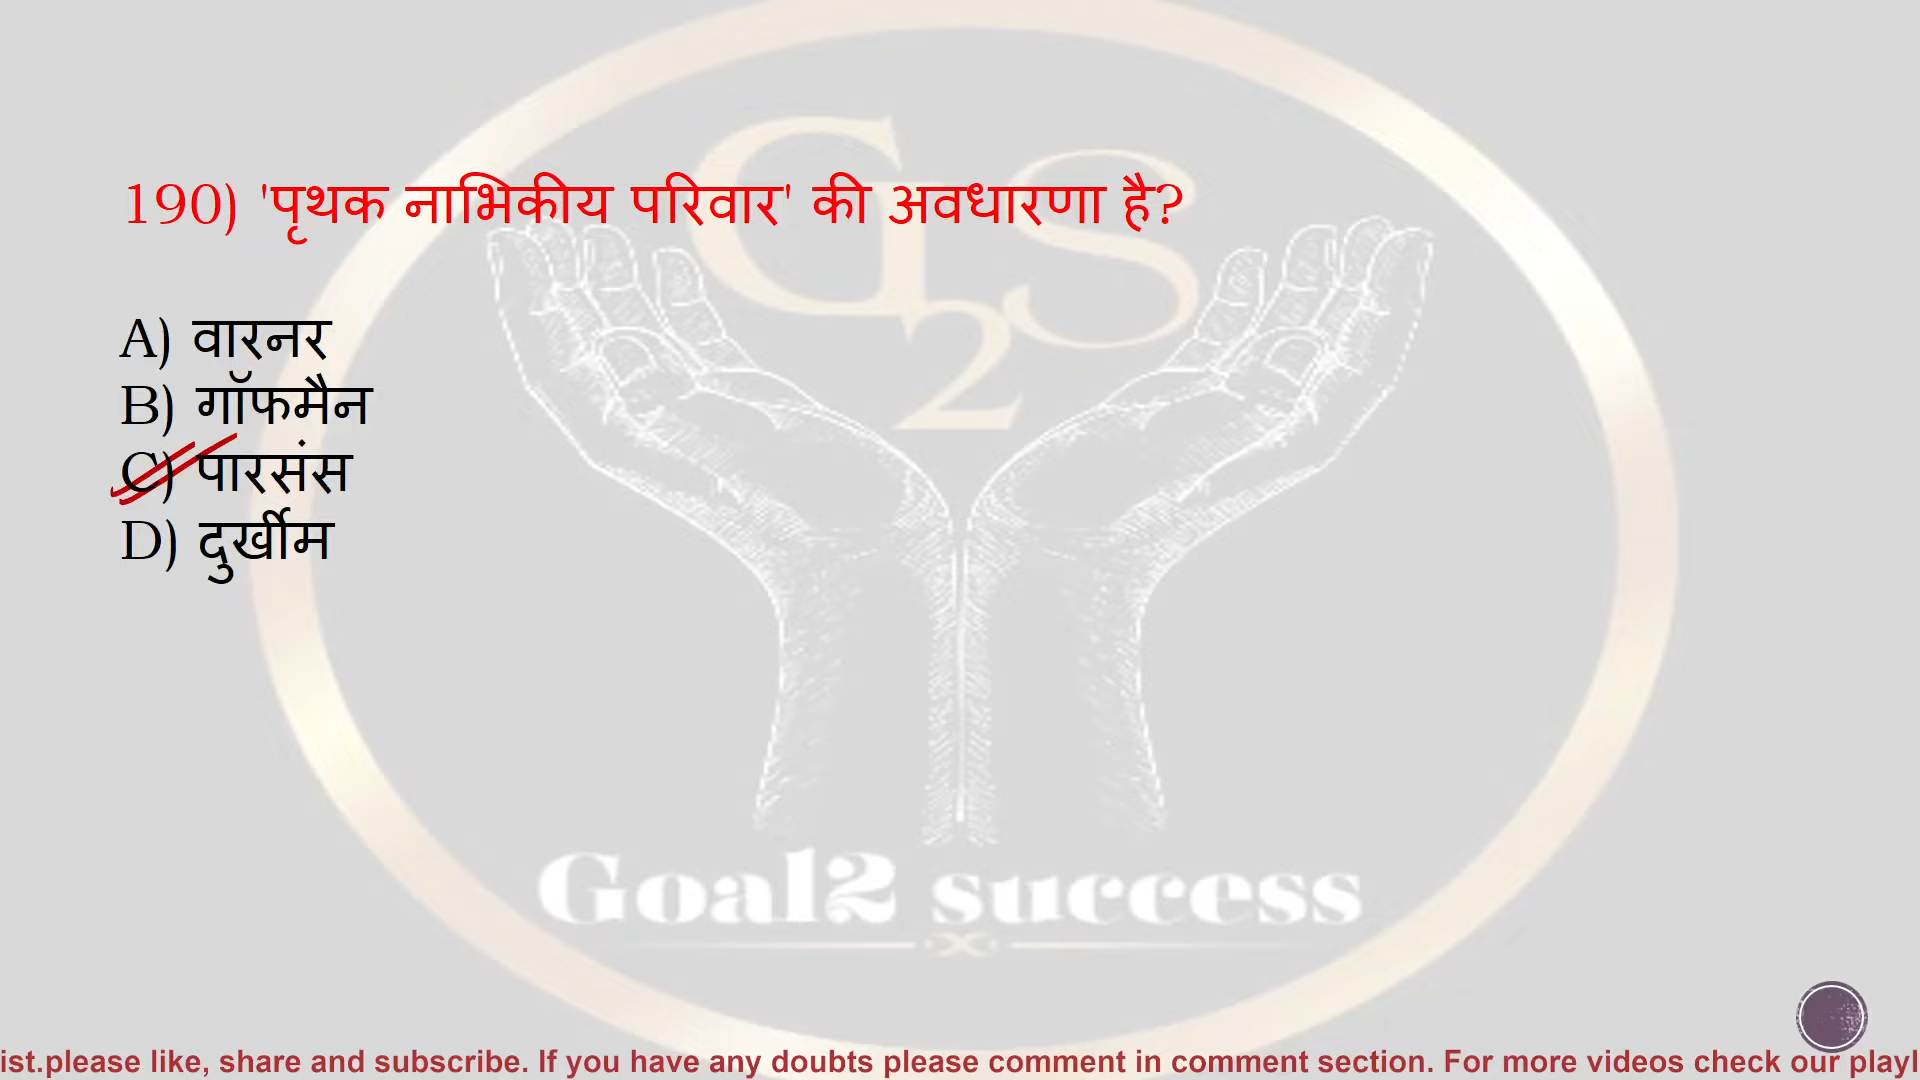 G2S
190) 'पृथक नाभिकीय परिवार' की अवधारणा है?
A) वारनर
B) गॉफमैन
C) पारसंस
D) दुर्खीम
Goal2 success
ist.please like, share and subscribe. If you have any doubts please comment in comment section. For more videos check our playl